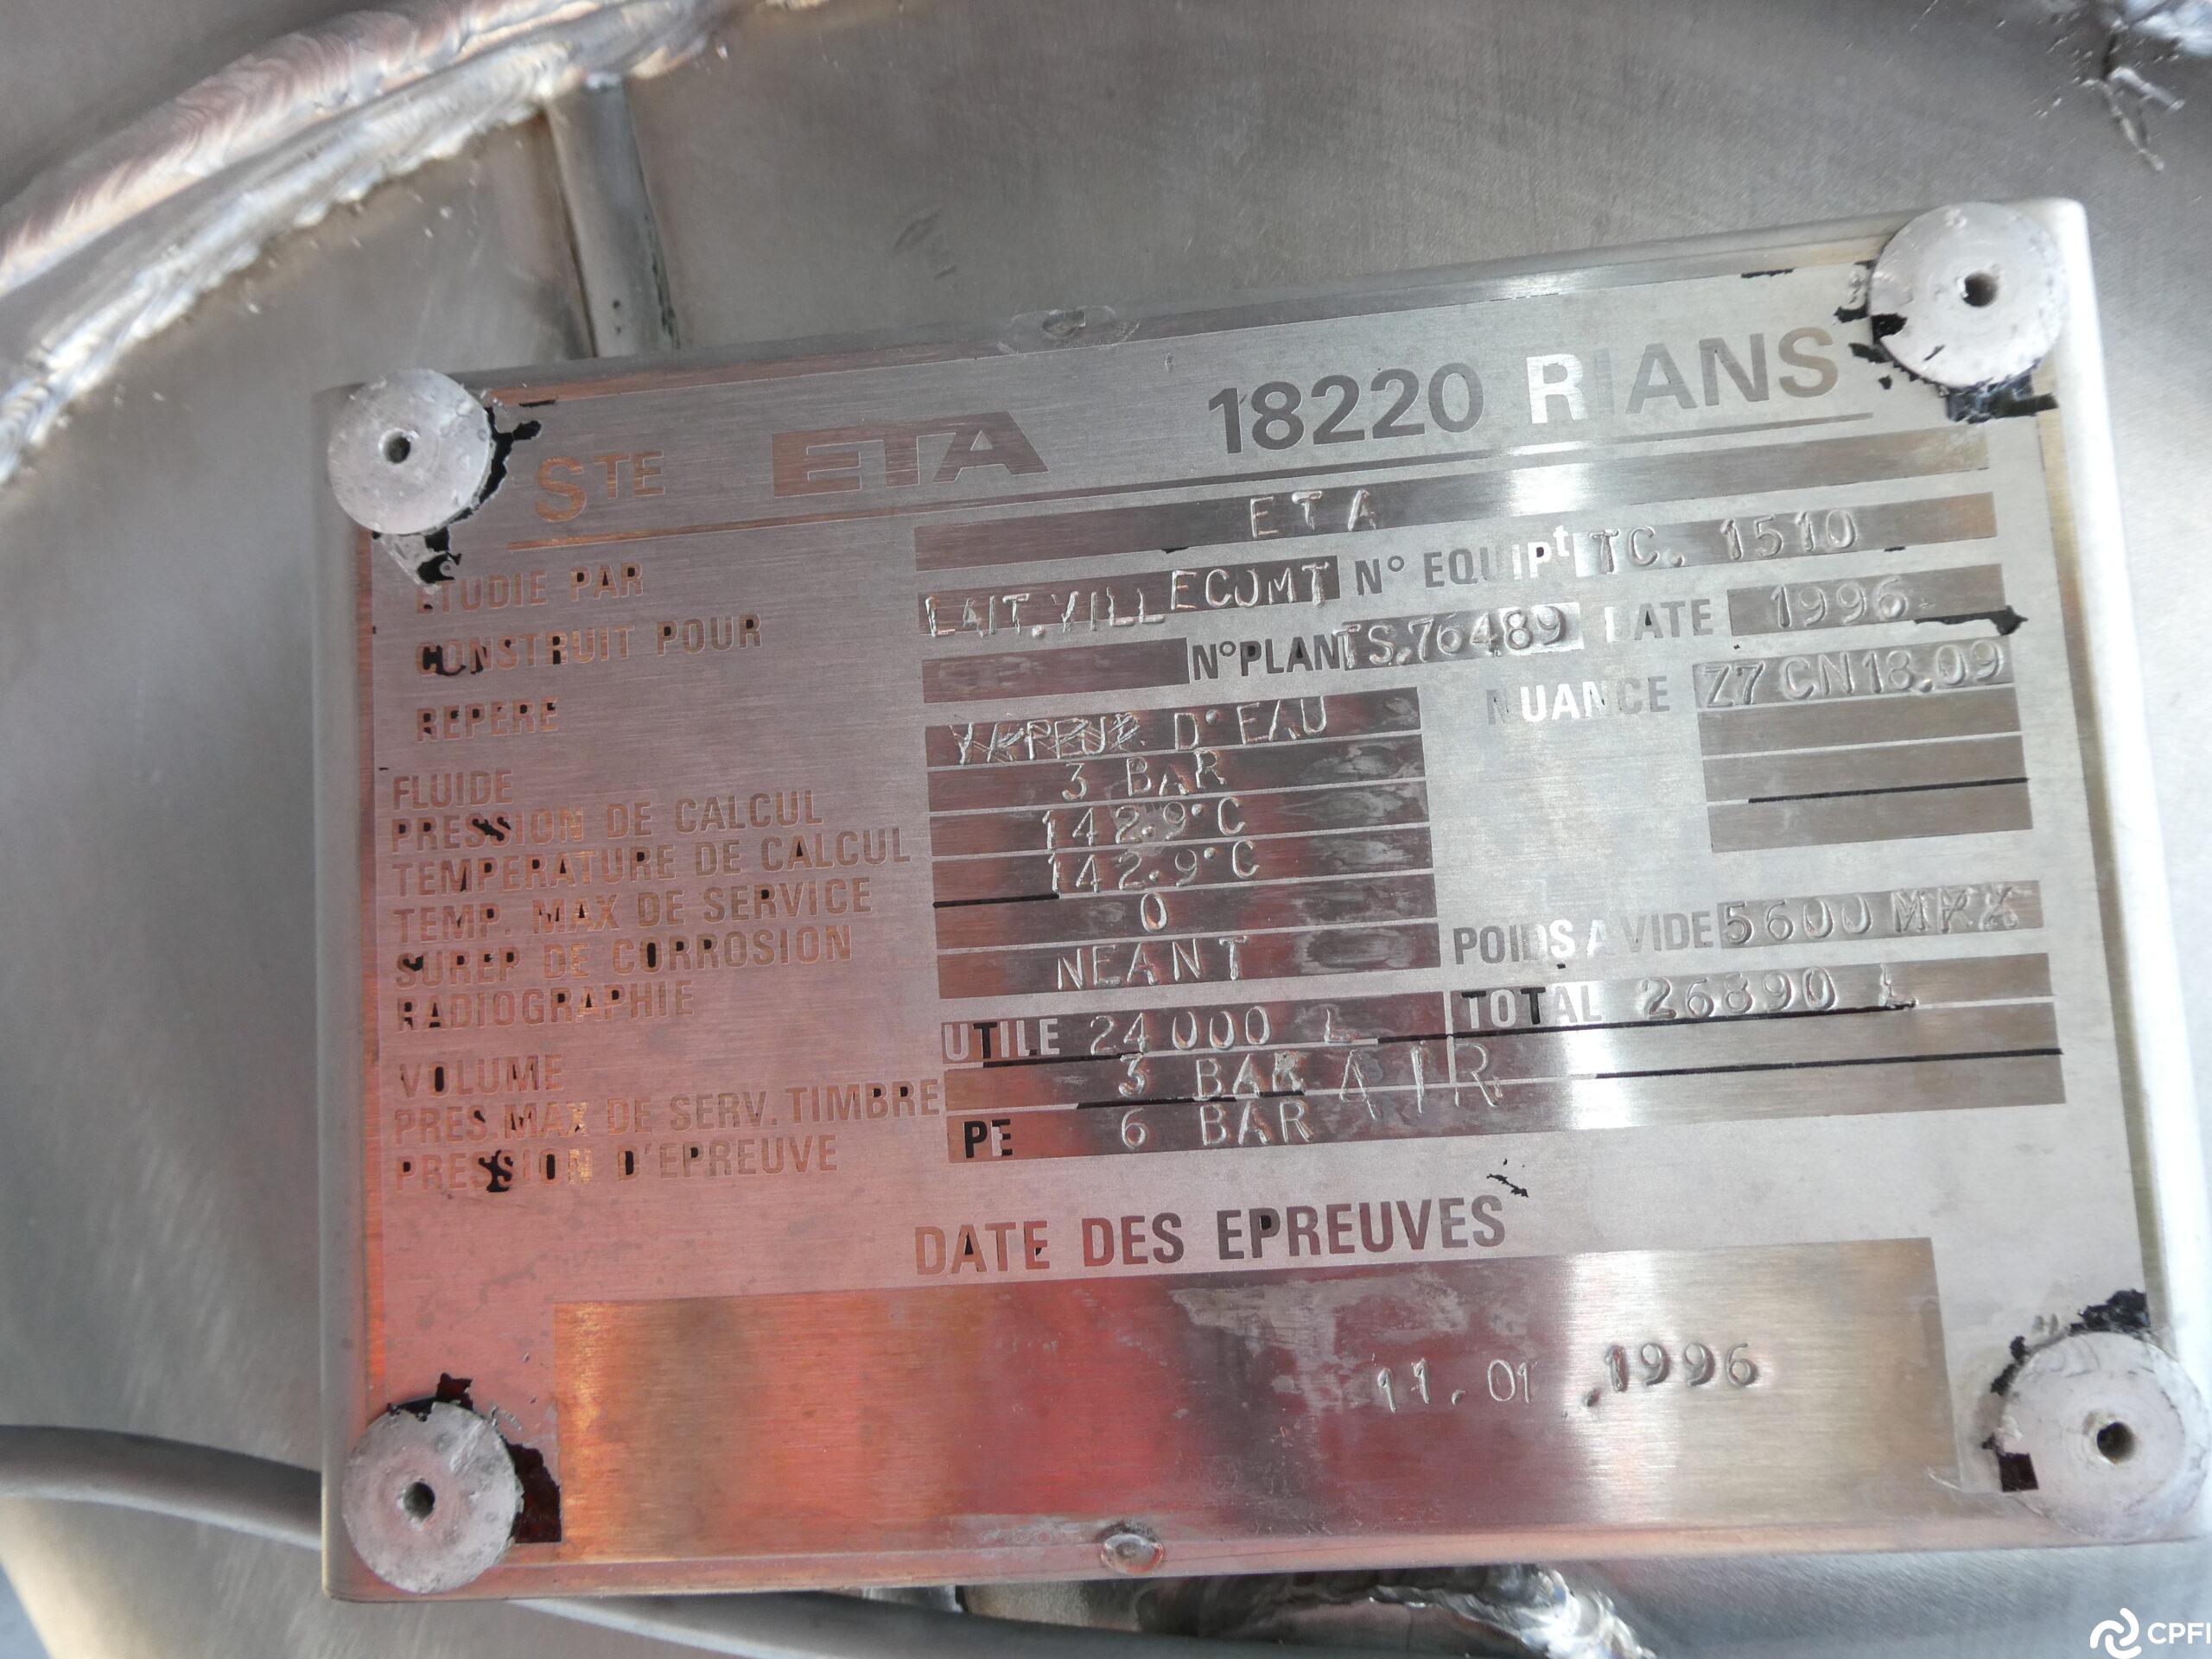 STE ETA 18220 RIANS
ETUDIE PAR ETA
CONSTRUIT POUR LAIT.VILLECOMT N° EQUIPt TC. 1510
REPERE N°PLAN TS.76489 DATE 1996
FLUIDE VAPEUR D'EAU NUANCE Z7 CN18.09
PRESSION DE CALCUL 3 BAR
TEMPERATURE DE CALCUL 142.9°C
TEMP. MAX DE SERVICE 142.9°C
SUREP DE CORROSION 0
RADIOGRAPHIE NEANT POIDS A VIDE 5600
VOLUME UTILE 24000 L TOTAL 26890 L
PRES. MAX DE SERV. TIMBRE 3 BAR AIR
PRESSION D'EPREUVE PE 6 BAR
DATE DES EPREUVES
11.01.1996
CPFI